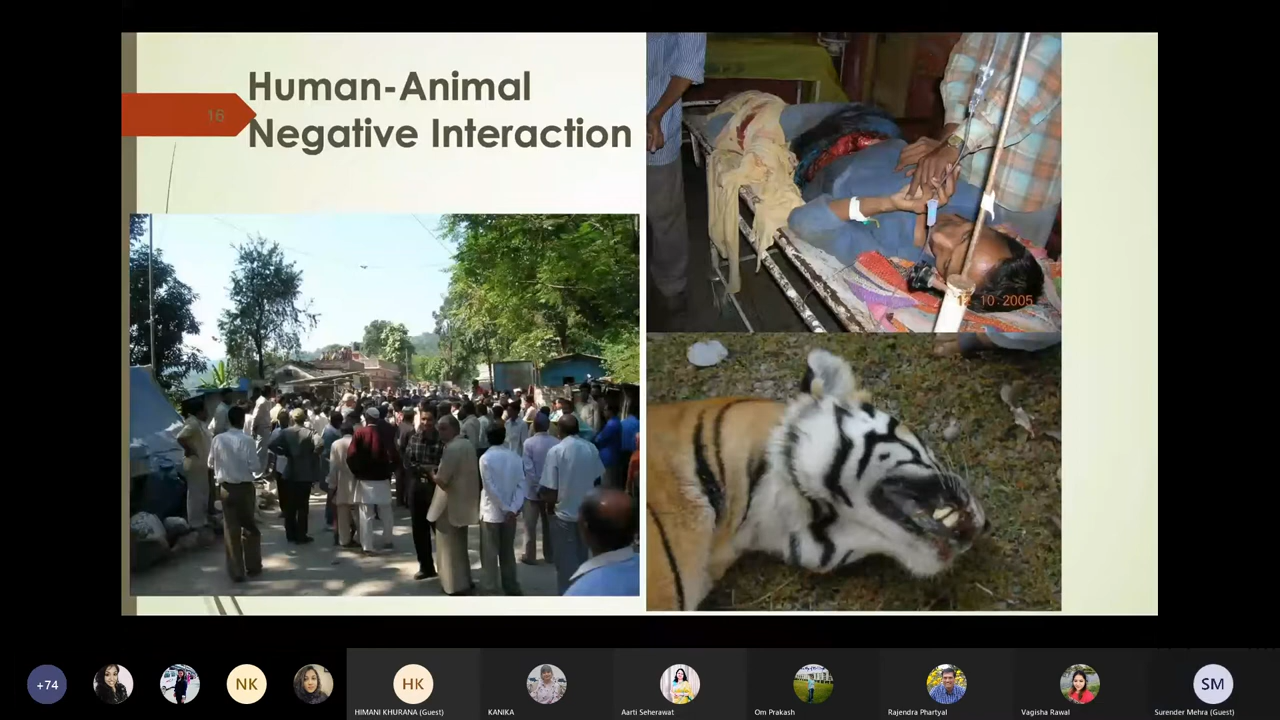 16
Human-Animal
Negative Interaction
12 10 2005
+74
NK
HK
SM
HIMANI KHURANA (Guest)
KANIKA
Aarti Seherawat
Om Prakash
Rajendra Phartyal
Vagisha Rawal
Surender Mehra (Guest)